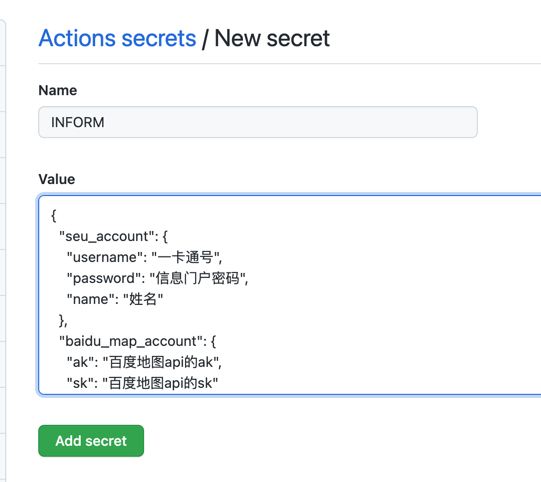 Actions secrets / New secret
Name
INFORM
Value
{
"seu_account": {
"username": "一卡通号",
"password": "信息门户密码",
"name": "姓名"
},
"baidu_map_account": {
"ak": "百度地图api的ak",
"sk": "百度地图api的sk"
Add secret